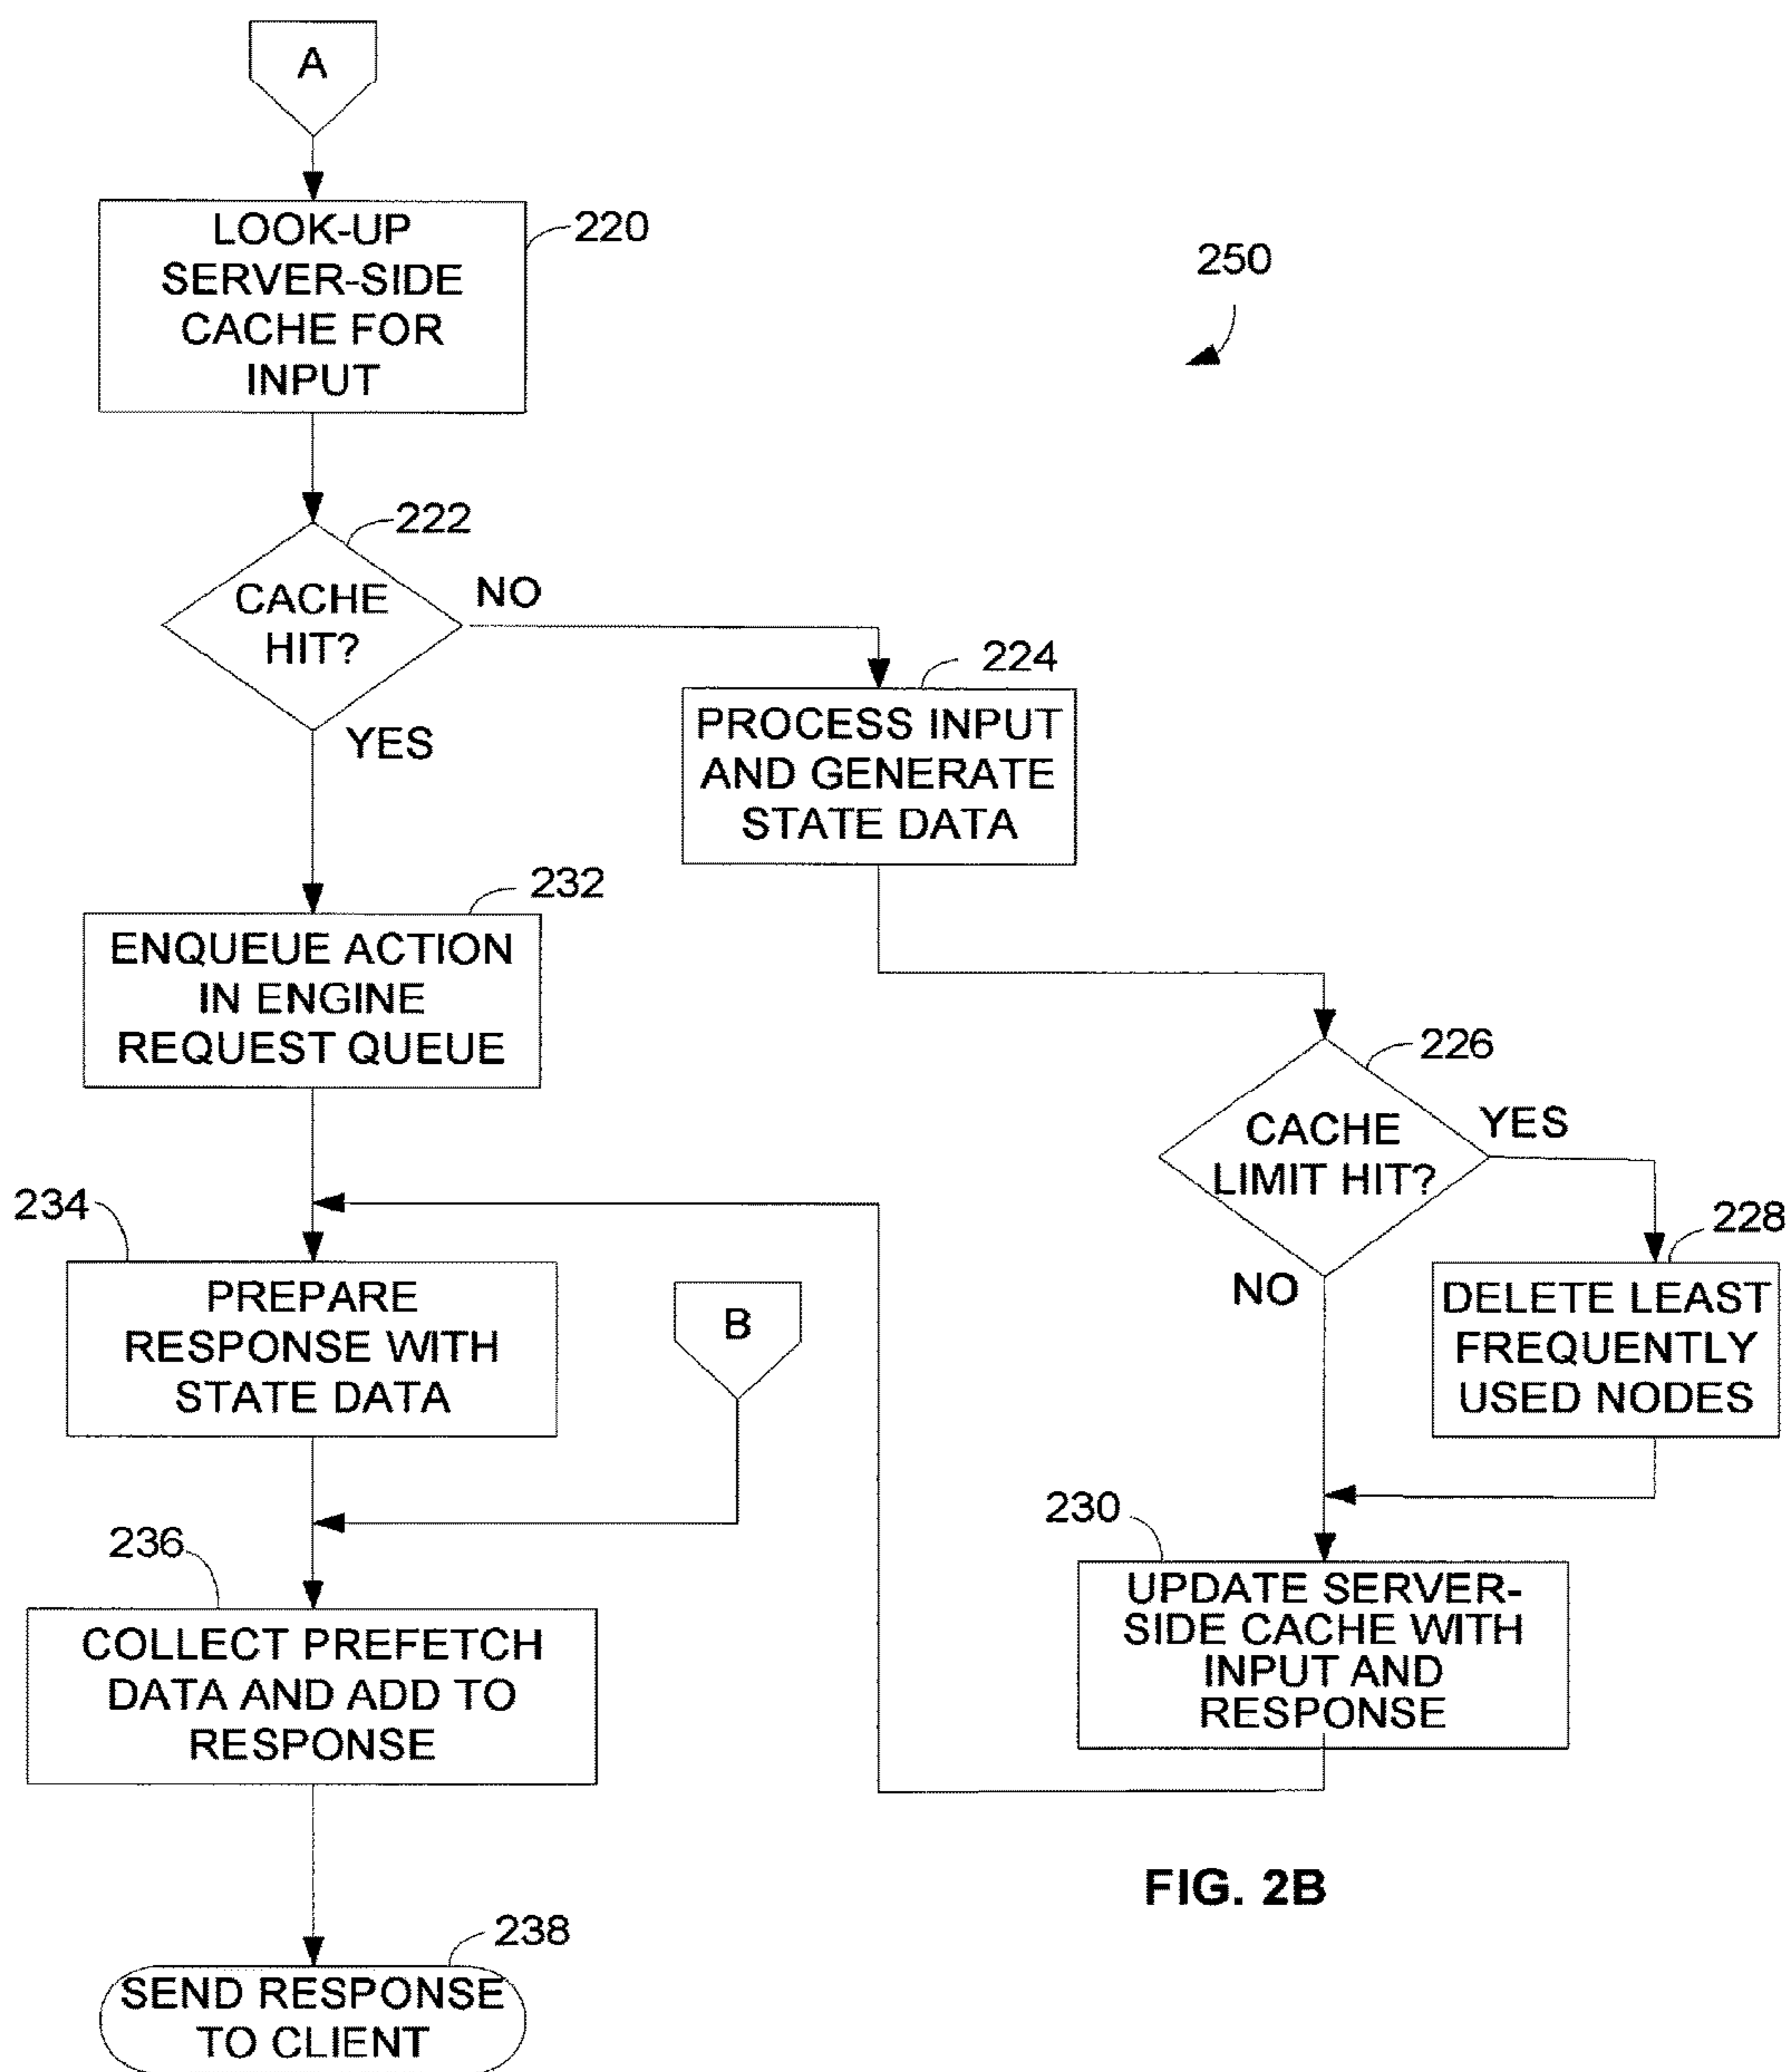 A
LOOK-UP
SERVER-SIDE
CACHE FOR
INPUT
220
250
222
CACHE
HIT?
NO
YES
224
PROCESS INPUT
AND GENERATE
STATE DATA
232
ENQUEUE ACTION
IN ENGINE
REQUEST QUEUE
226
CACHE
LIMIT HIT?
YES
NO
228
DELETE LEAST
FREQUENTLY
USED NODES
234
PREPARE
RESPONSE WITH
STATE DATA
B
230
UPDATE SERVER-
SIDE CACHE WITH
INPUT AND
RESPONSE
236
COLLECT PREFETCH
DATA AND ADD TO
RESPONSE
238
SEND RESPONSE
TO CLIENT
FIG. 2B